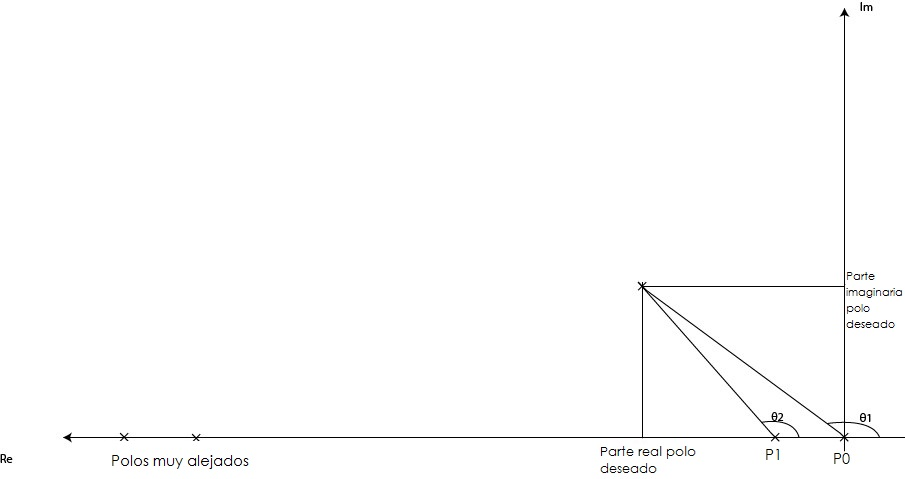 Im
Parte
imaginaria
polo
deseado
θ2
θ1
Re
Polos muy alejados
Parte real polo
deseado
P1
P0